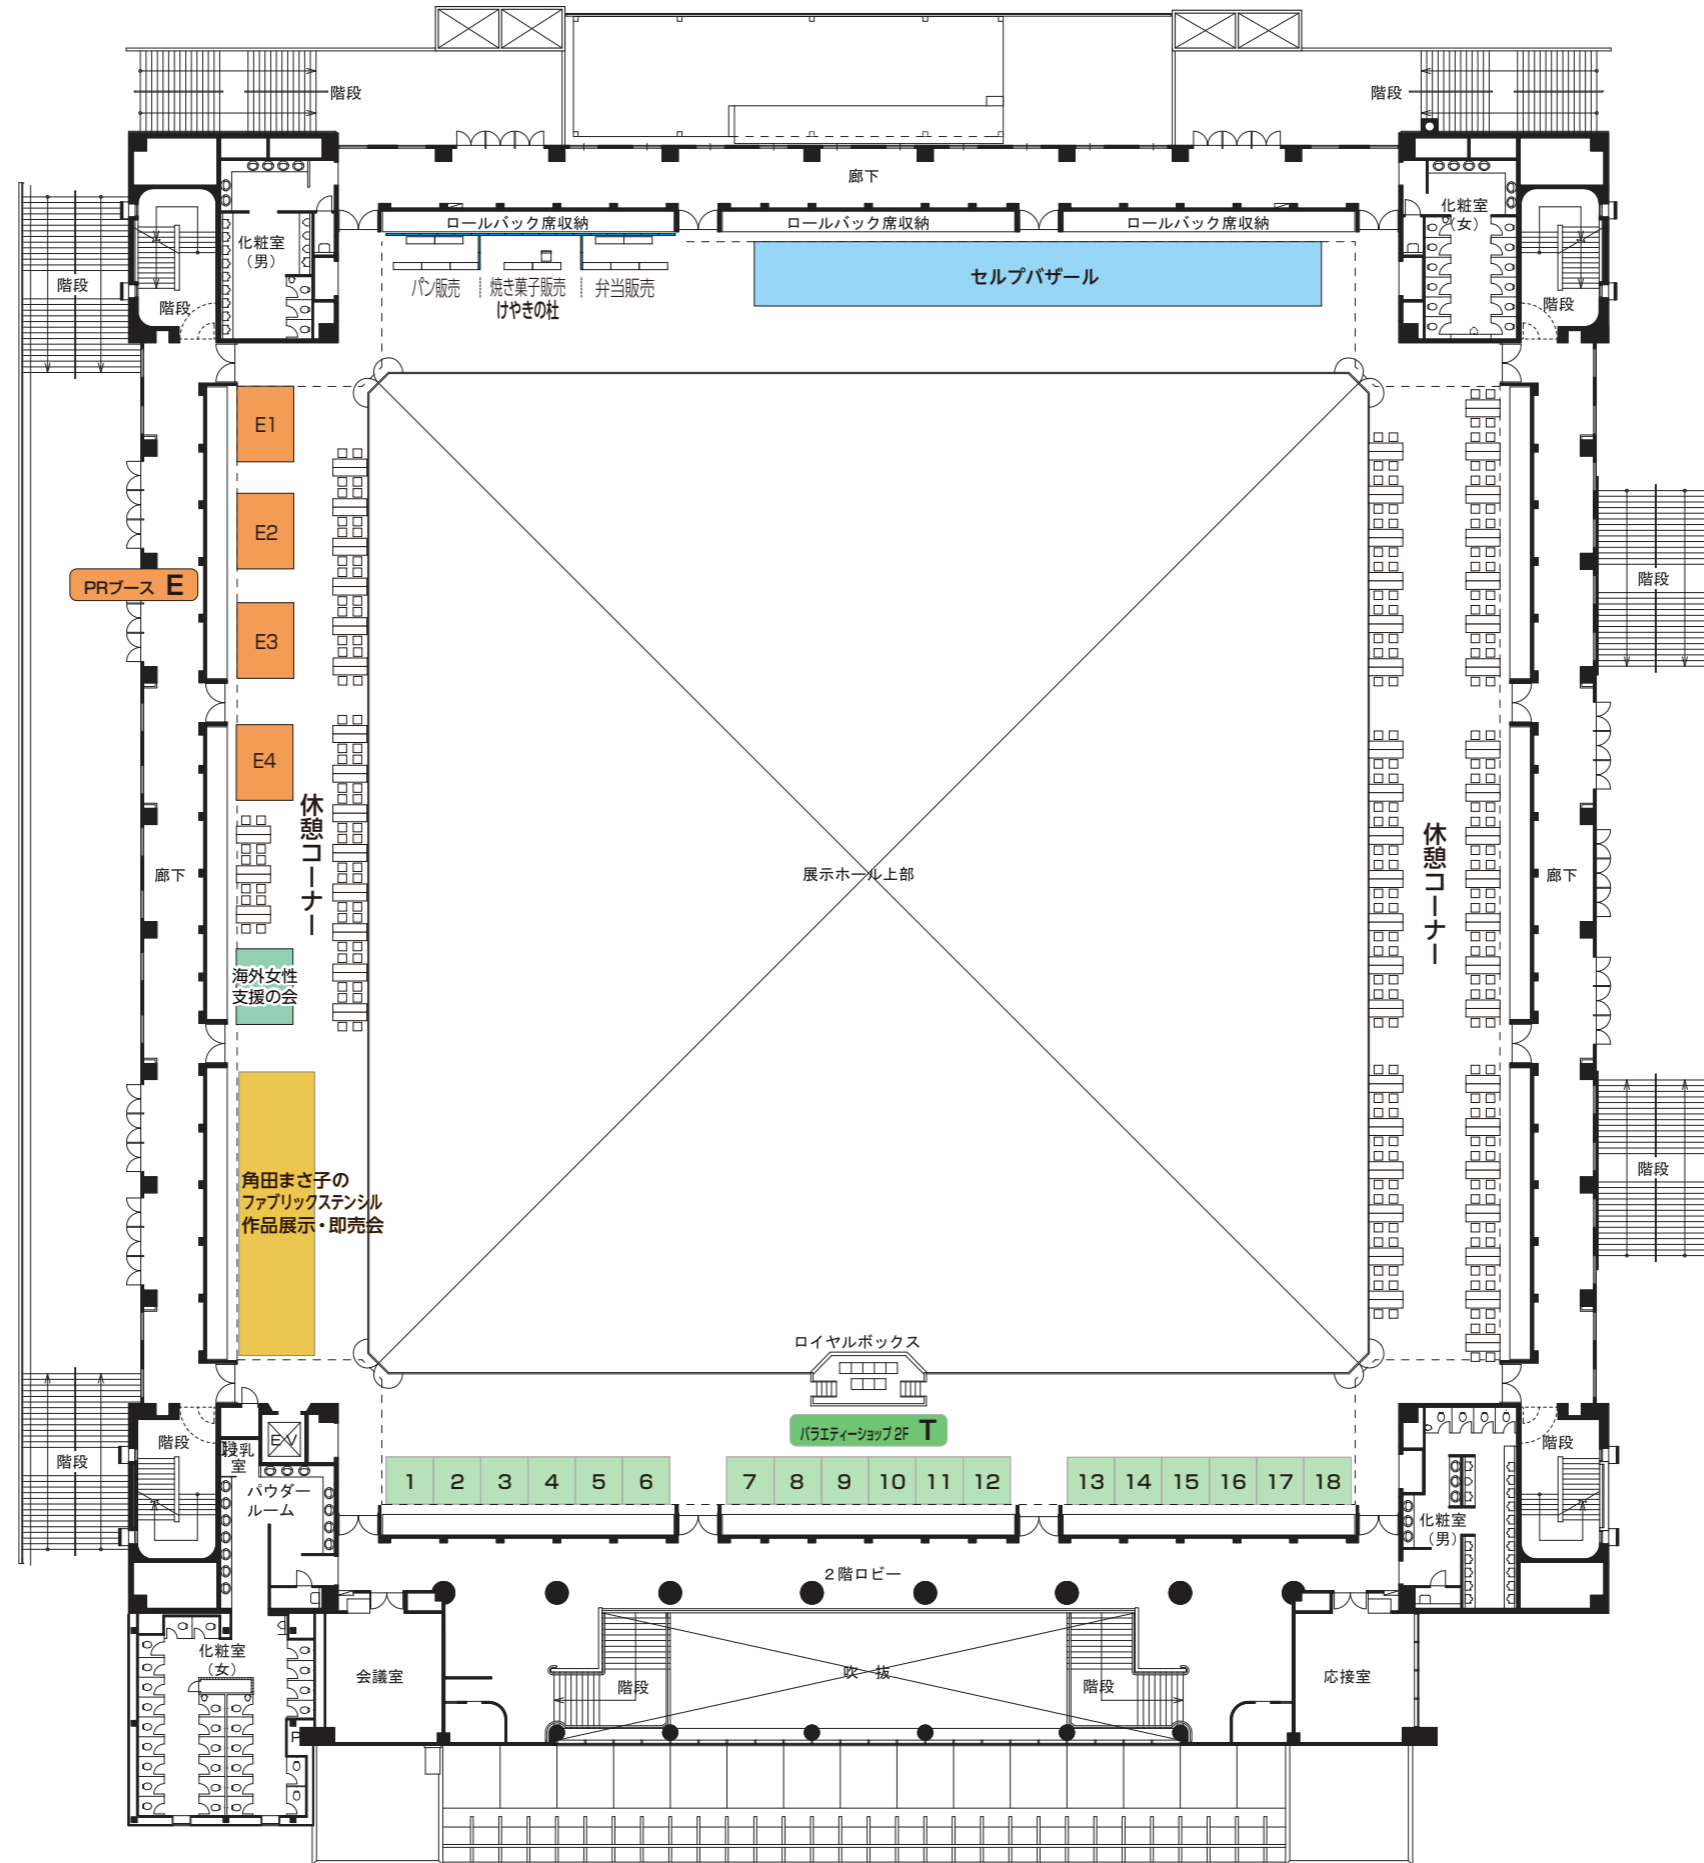 階段
階段
廊下
ロールバック席収納
ロールバック席収納
ロールバック席収納
化粧室
（男）
化粧室
（女）
階段
階段
階段
パン販売
焼き菓子販売
けやきの杜
弁当販売
セルプバザール
E1
E2
PRブース E
E3
E4
階段
休憩コーナー
休憩コーナー
廊下
展示ホール上部
廊下
海外女性
支援の会
角田まさ子の
ファブリックステンシル
作品展示・即売会
階段
ロイヤルボックス
バラエティーショップ2F T
階段
階段
授乳
室
EV
階段
1 2 3 4 5 6
7 8 9 10 11 12
13 14 15 16 17 18
パウダー
ルーム
化粧室
（男）
2階ロビー
化粧室
（女）
会議室
階段
吹 抜
階段
応接室